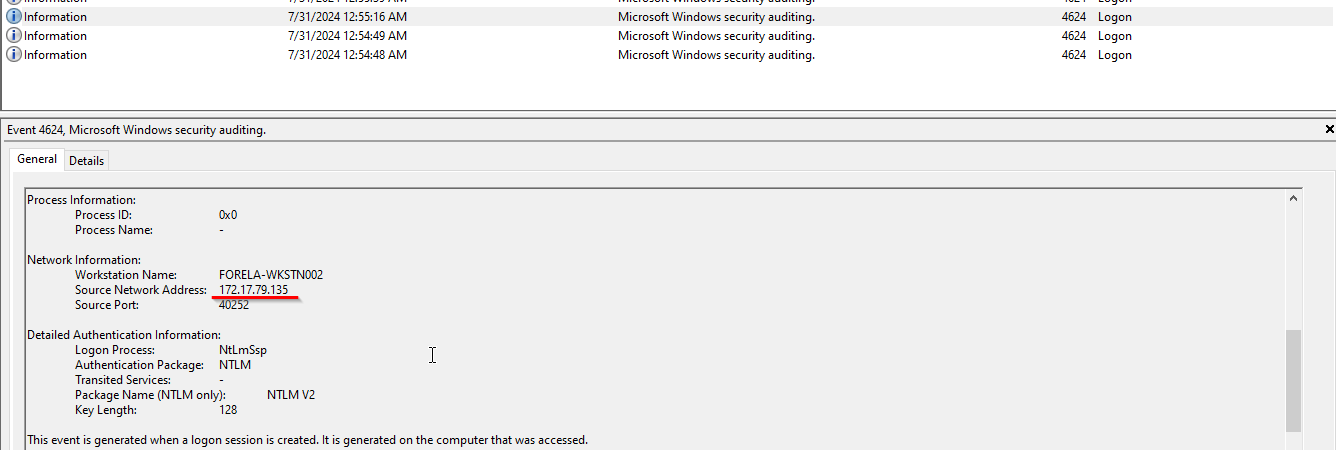 Information 7/31/2024 12:55:16 AM Microsoft Windows security auditing. 4624 Logon
Information 7/31/2024 12:54:49 AM Microsoft Windows security auditing. 4624 Logon
Information 7/31/2024 12:54:48 AM Microsoft Windows security auditing. 4624 Logon
Event 4624, Microsoft Windows security auditing.
General Details
Process Information:
Process ID: 0x0
Process Name: -
Network Information:
Workstation Name: FORELA-WKSTN002
Source Network Address: 172.17.79.135
Source Port: 40252
Detailed Authentication Information:
Logon Process: NtLmSsp
Authentication Package: NTLM
Transited Services: -
Package Name (NTLM only): NTLM V2
Key Length: 128
This event is generated when a logon session is created. It is generated on the computer that was accessed.